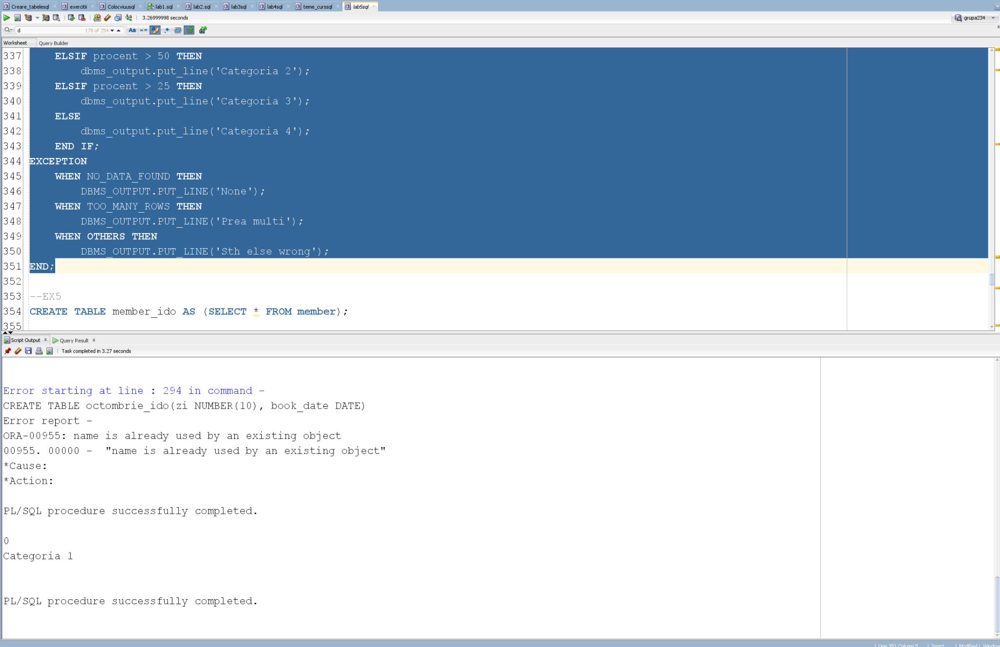 Creare_tabelesql
exercitii
Colocviuusql
lab1.sql
lab2.sql
lab3sql
lab4sql
teme_curssql
lab5sql
3.26999998 seconds
grupa234
d
178 of 254
Aa
Worksheet
Query Builder
337 ELSIF procent > 50 THEN
338 dbms_output.put_line('Categoria 2');
339 ELSIF procent > 25 THEN
340 dbms_output.put_line('Categoria 3');
341 ELSE
342 dbms_output.put_line('Categoria 4');
343 END IF;
344 EXCEPTION
345 WHEN NO_DATA_FOUND THEN
346 DBMS_OUTPUT.PUT_LINE('None');
347 WHEN TOO_MANY_ROWS THEN
348 DBMS_OUTPUT.PUT_LINE('Prea multi');
349 WHEN OTHERS THEN
350 DBMS_OUTPUT.PUT_LINE('Sth else wrong');
351 END;
352
353 --EX5
354 CREATE TABLE member_ido AS (SELECT * FROM member);
355
Script Output
Query Result
Task completed in 3.27 seconds
Error starting at line : 294 in command -
CREATE TABLE octombrie_ido(zi NUMBER(10), book_date DATE)
Error report -
ORA-00955: name is already used by an existing object
00955. 00000 - "name is already used by an existing object"
*Cause:
*Action:
PL/SQL procedure successfully completed.
0
Categoria 1
PL/SQL procedure successfully completed.
Line 351 Column 5 | Insert | Modified | Window